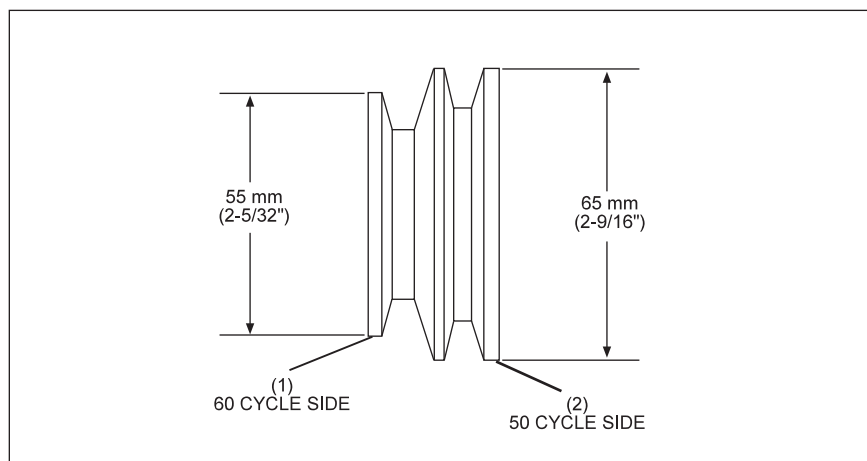 55 mm
(2-5/32")
65 mm
(2-9/16")
(1)
60 CYCLE SIDE
(2)
50 CYCLE SIDE